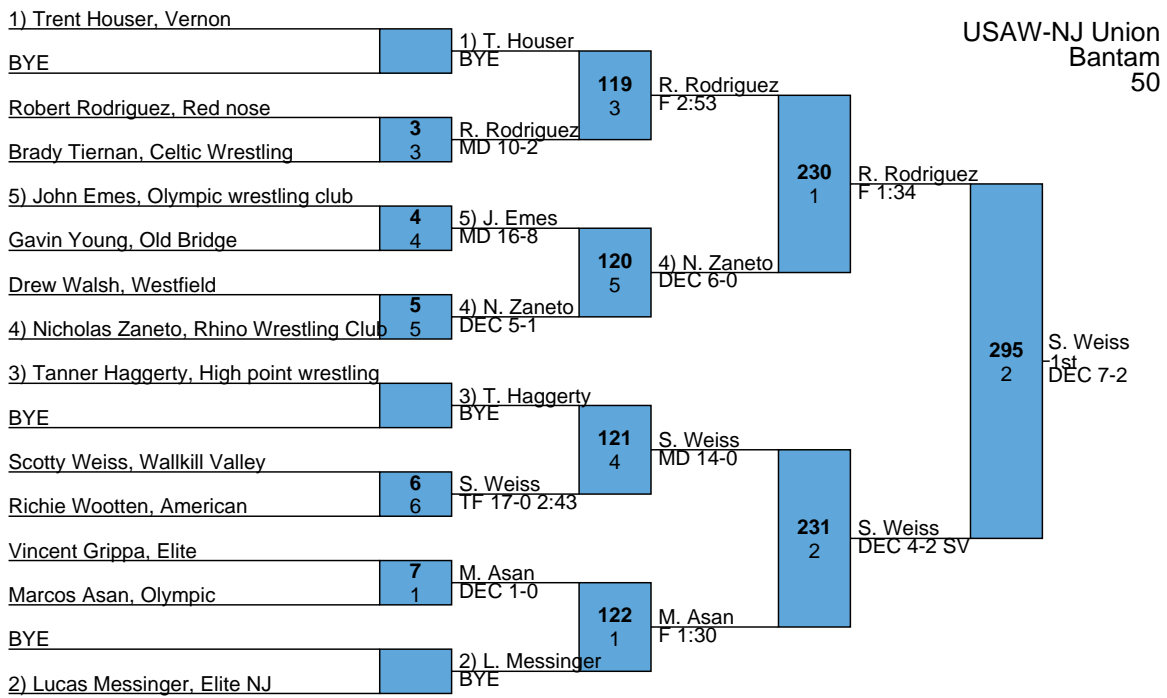 USAW-NJ Union
Bantam
50
1) Trent Houser, Vernon
BYE
Robert Rodriguez, Red nose
Brady Tiernan, Celtic Wrestling
5) John Emes, Olympic wrestling club
Gavin Young, Old Bridge
Drew Walsh, Westfield
4) Nicholas Zaneto, Rhino Wrestling Club
3) Tanner Haggerty, High point wrestling
BYE
Scotty Weiss, Wallkill Valley
Richie Wootten, American
Vincent Grippa, Elite
Marcos Asan, Olympic
BYE
2) Lucas Messinger, Elite NJ
3
3
4
4
5
5
6
6
7
1
1) T. Houser
BYE
R. Rodriguez
MD 10-2
5) J. Emes
MD 16-8
4) N. Zaneto
DEC 5-1
3) T. Haggerty
BYE
S. Weiss
TF 17-0 2:43
M. Asan
DEC 1-0
2) L. Messinger
BYE
119
3
120
5
121
4
122
1
R. Rodriguez
F 2:53
4) N. Zaneto
DEC 6-0
S. Weiss
MD 14-0
M. Asan
F 1:30
230
1
231
2
R. Rodriguez
F 1:34
S. Weiss
DEC 4-2 SV
295
2
S. Weiss
1st
DEC 7-2